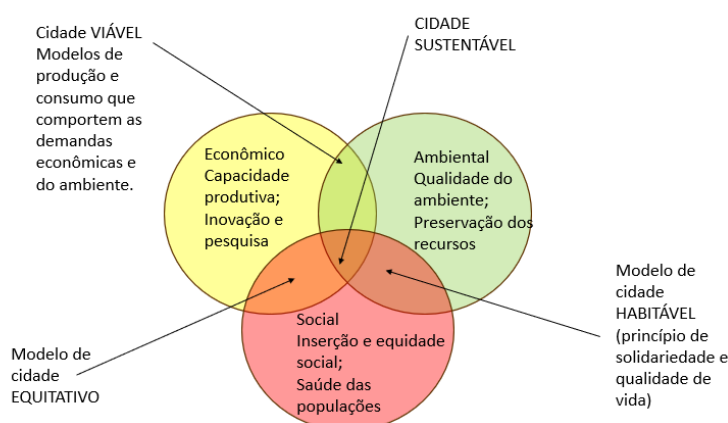 Cidade VIÁVEL
Modelos de
produção e
consumo que
comportem as
demandas
econômicas e
do ambiente.
CIDADE
SUSTENTÁVEL
Econômico
Capacidade
produtiva;
Inovação e
pesquisa
Ambiental
Qualidade do
ambiente;
Preservação dos
recursos
Modelo de
cidade
HABITÁVEL
(princípio de
solidariedade e
qualidade de
vida)
Social
Inserção e equidade
social;
Saúde das
populações
Modelo de
cidade
EQUITATIVO